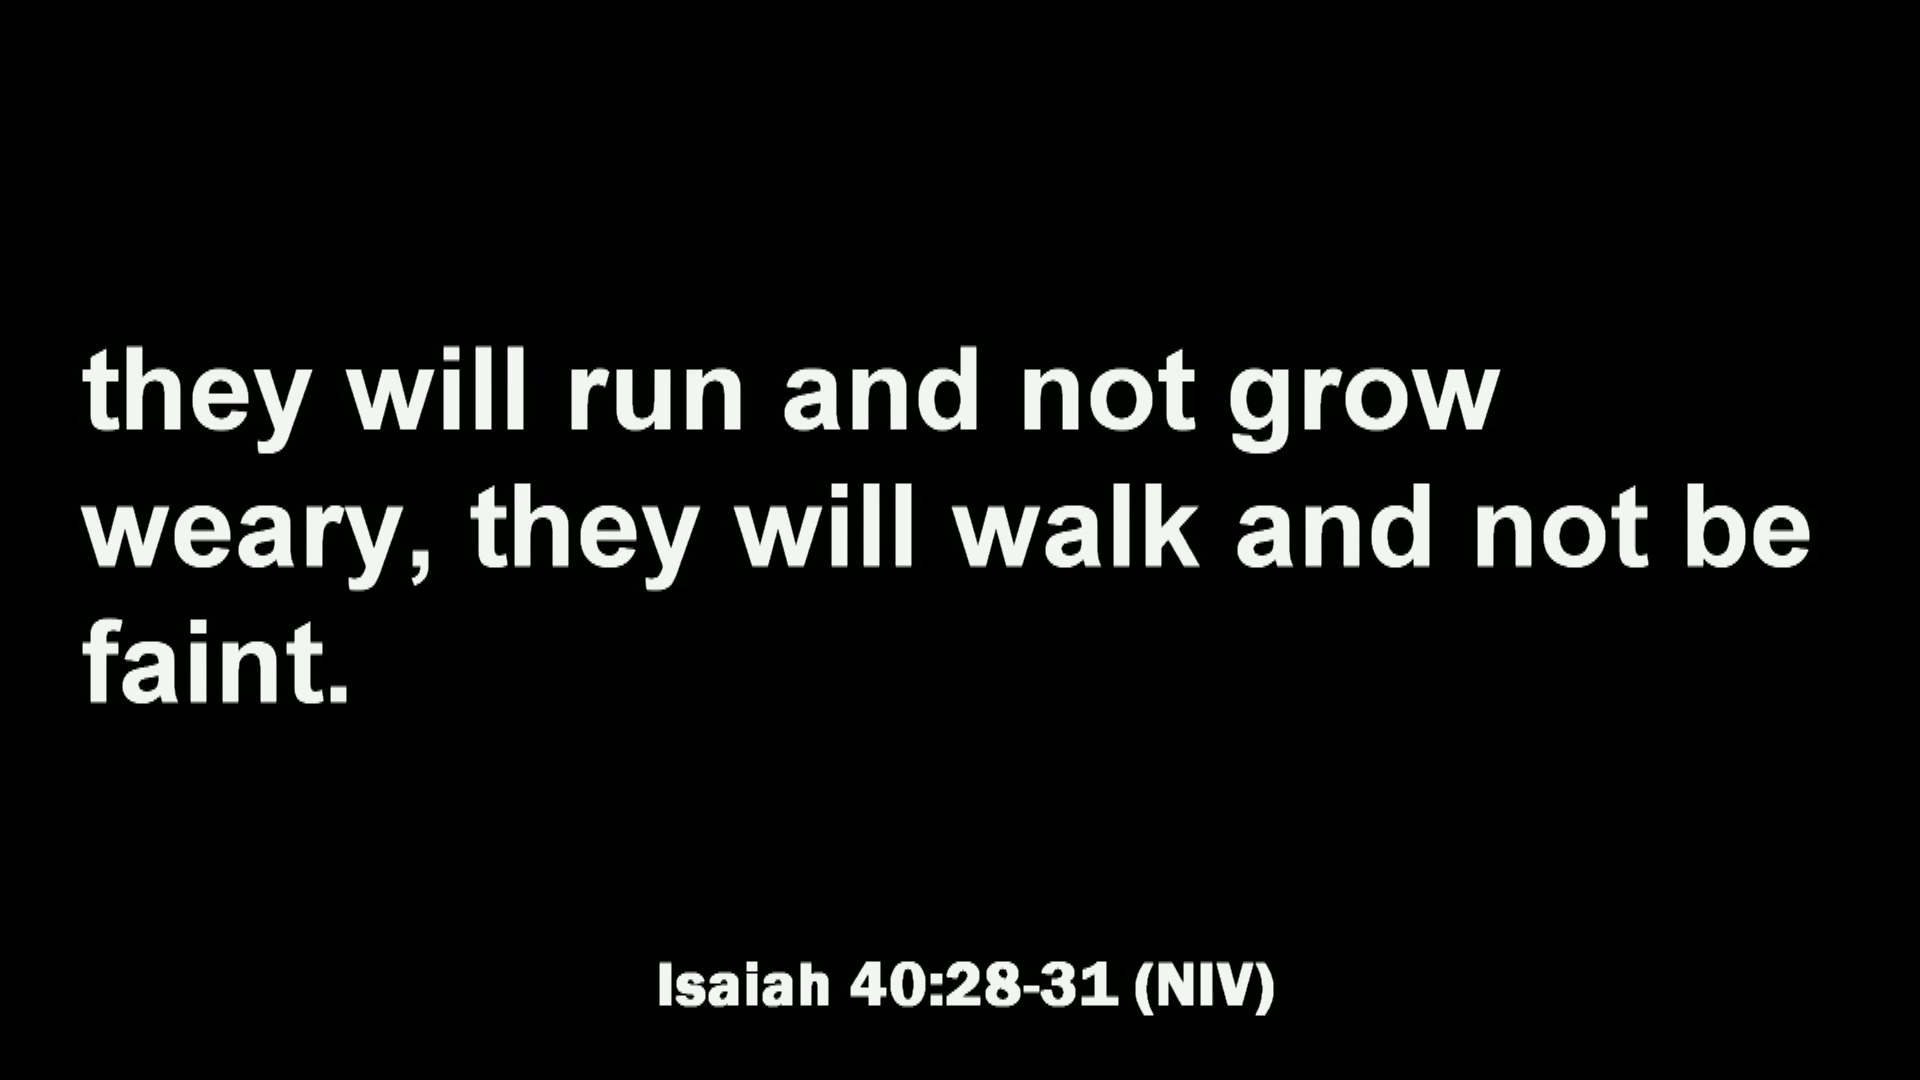 they will run and not grow
weary, they will walk and not be
faint.
Isaiah 40:28-31 (NIV)